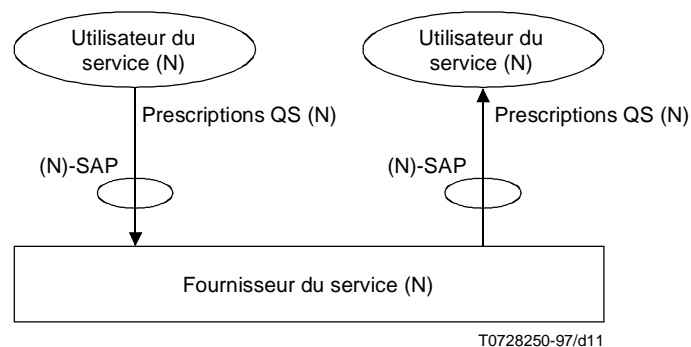 Utilisateur du
service (N)
Utilisateur du
service (N)
Prescriptions QS (N)
Prescriptions QS (N)
(N)-SAP
(N)-SAP
Fournisseur du service (N)
T0728250-97/d11